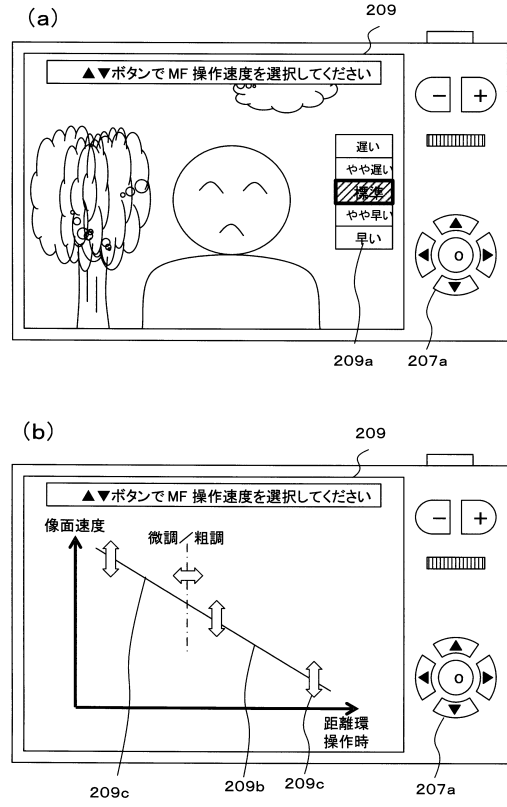 (a)
209
▲▼ボタンで MF 操作速度を選択してください
遅い
やや遅い
標準
やや早い
早い
− +
o
209a
207a
(b)
209
▲▼ボタンで MF 操作速度を選択してください
像面速度
微調／粗調
− +
o
距離環
操作時
209c
209b
209c
207a